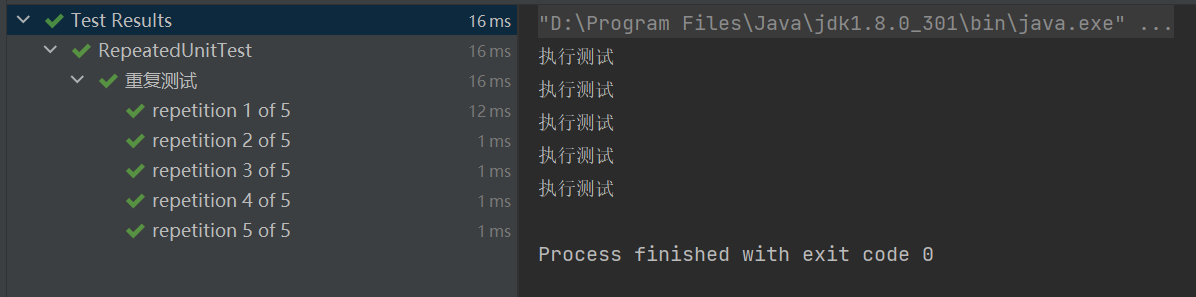 Test Results 16 ms
RepeatedUnitTest 16 ms
重复测试 16 ms
repetition 1 of 5 12 ms
repetition 2 of 5 1 ms
repetition 3 of 5 1 ms
repetition 4 of 5 1 ms
repetition 5 of 5 1 ms
"D:\Program Files\Java\jdk1.8.0_301\bin\java.exe" ...
执行测试
执行测试
执行测试
执行测试
执行测试
Process finished with exit code 0